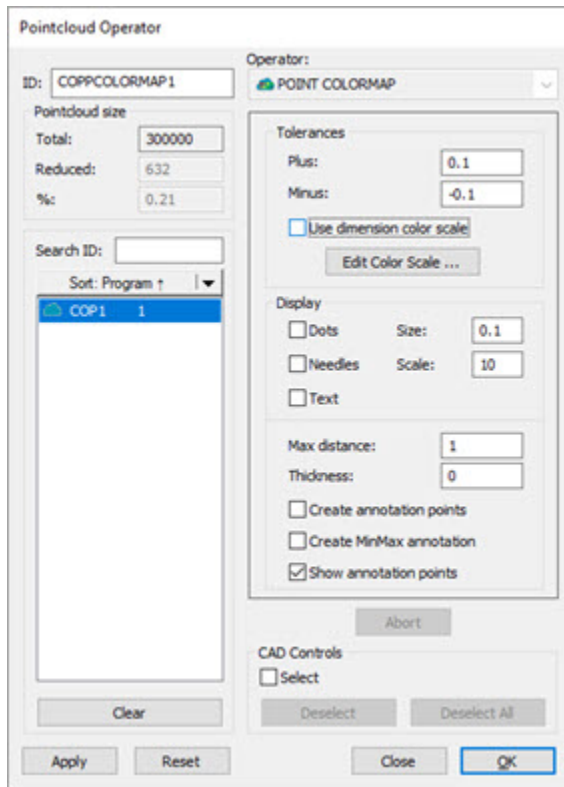 Pointcloud Operator
ID: COPPCOLORMAP1
Operator:
POINT COLORMAP
Pointcloud size
Total: 300000
Reduced: 632
%: 0.21
Search ID:
Sort: Program ↑
COP1 1
Clear
Tolerances
Plus: 0.1
Minus: -0.1
Use dimension color scale
Edit Color Scale ...
Display
Dots Size: 0.1
Needles Scale: 10
Text
Max distance: 1
Thickness: 0
Create annotation points
Create MinMax annotation
Show annotation points
Abort
CAD Controls
Select
Deselect Deselect All
Apply Reset Close OK